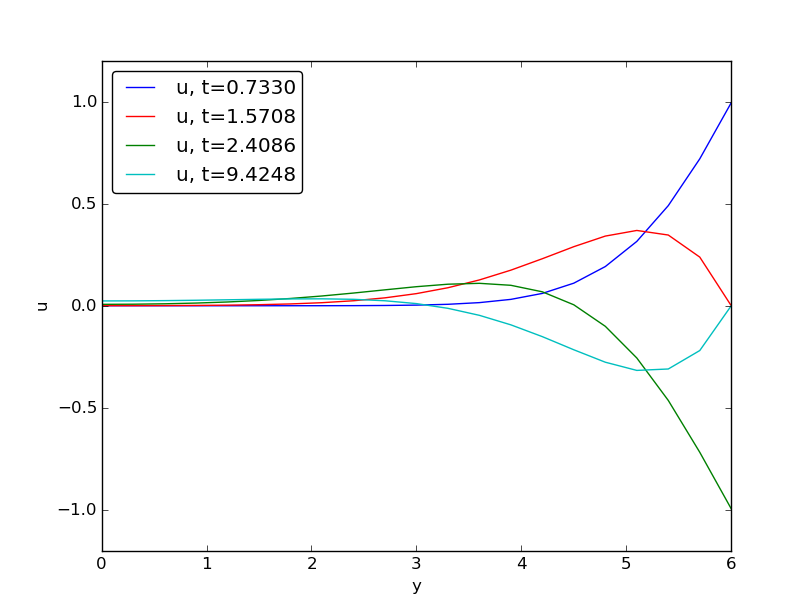 u, t=0.7330
u, t=1.5708
u, t=2.4086
u, t=9.4248
1.0
0.5
0.0
−0.5
−1.0
u
0 1 2 3 4 5 6
y